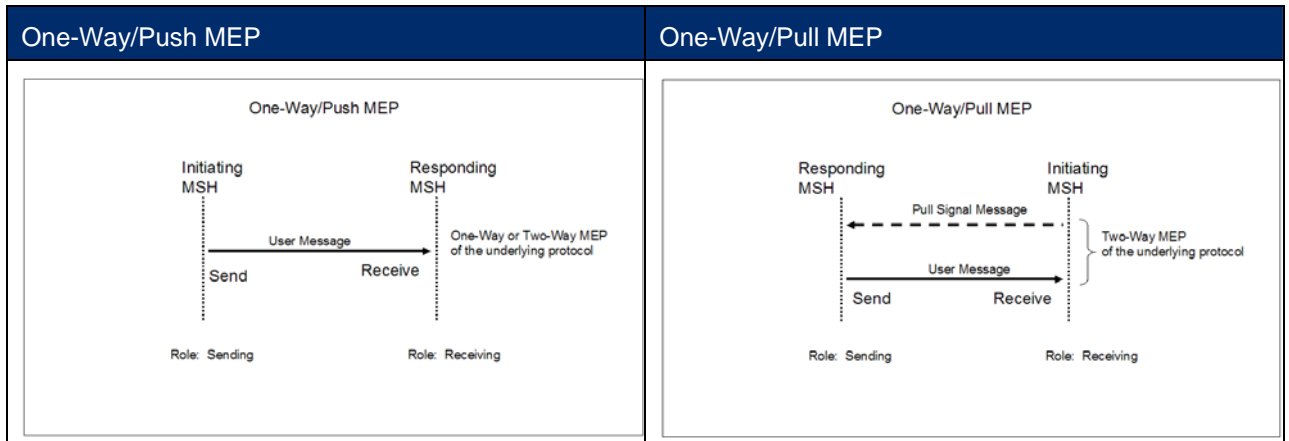 One-Way/Push MEP
One-Way/Pull MEP
One-Way/Push MEP
Initiating
MSH
Responding
MSH
User Message
One-Way or Two-Way MEP
of the underlying protocol
Send
Receive
Role: Sending
Role: Receiving
One-Way/Pull MEP
Responding
MSH
Initiating
MSH
Pull Signal Message
Two-Way MEP
of the underlying protocol
User Message
Send
Receive
Role: Sending
Role: Receiving